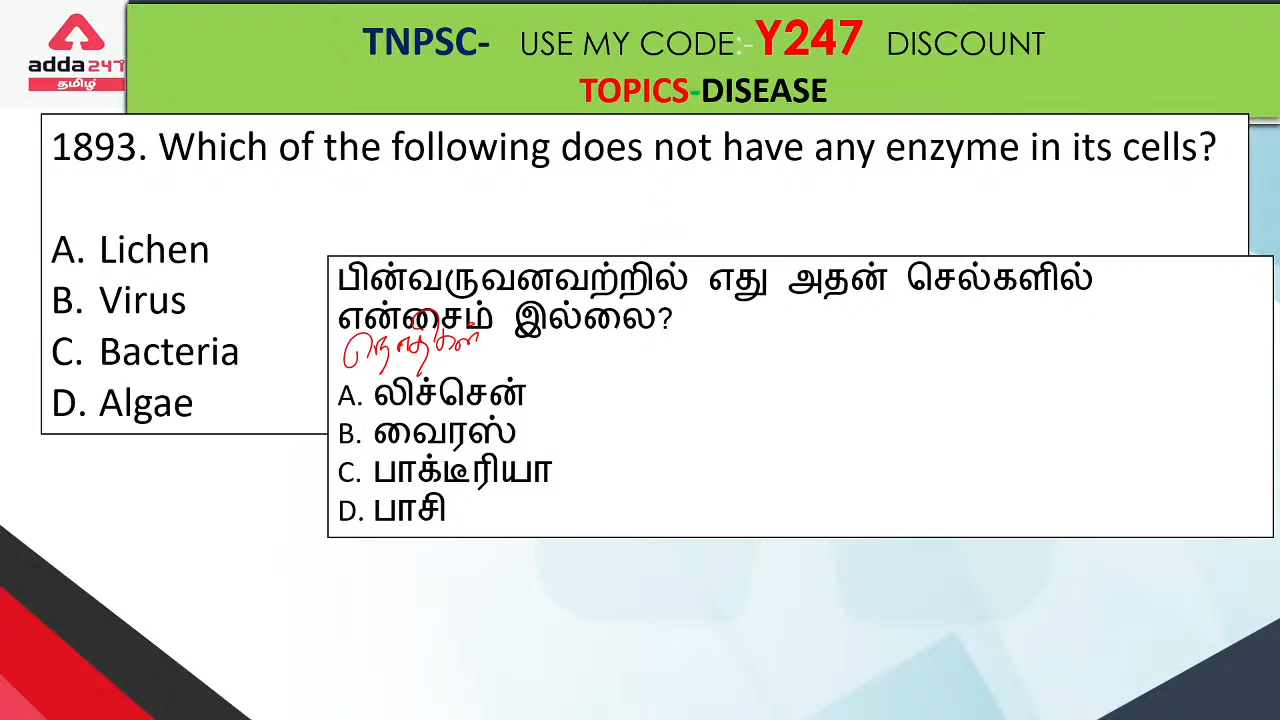 adda247
தமிழ்
TNPSC- USE MY CODE:-Y247 DISCOUNT
TOPICS-DISEASE
1893. Which of the following does not have any enzyme in its cells?
A. Lichen
B. Virus
C. Bacteria
D. Algae
பின்வருவனவற்றில் எது அதன் செல்களில்
என்சைம் இல்லை?
நொதிகள்
A. லிச்சென்
B. வைரஸ்
C. பாக்டீரியா
D. பாசி